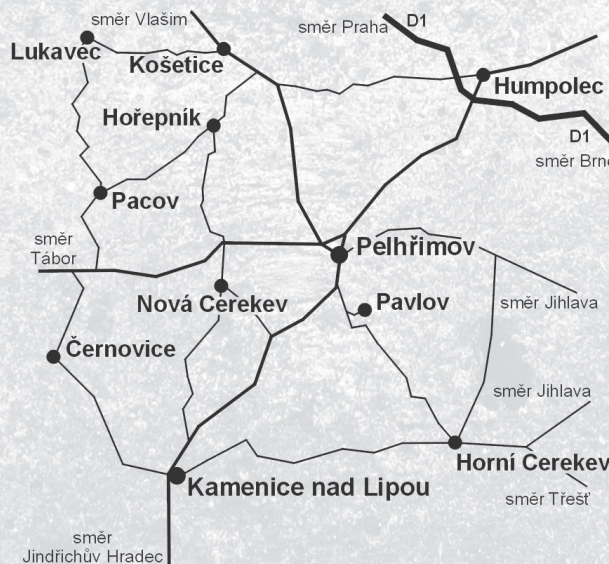 směr Vlašim
směr Praha
D1
Lukavec
Košetice
Humpolec
Hořepník
D1
směr Brno
Pacov
směr
Tábor
Pelhřimov
Nová Cerekev
Pavlov
směr Jihlava
Černovice
směr Jihlava
Horní Cerekev
Kamenice nad Lipou
směr Třešť
směr
Jindřichův Hradec